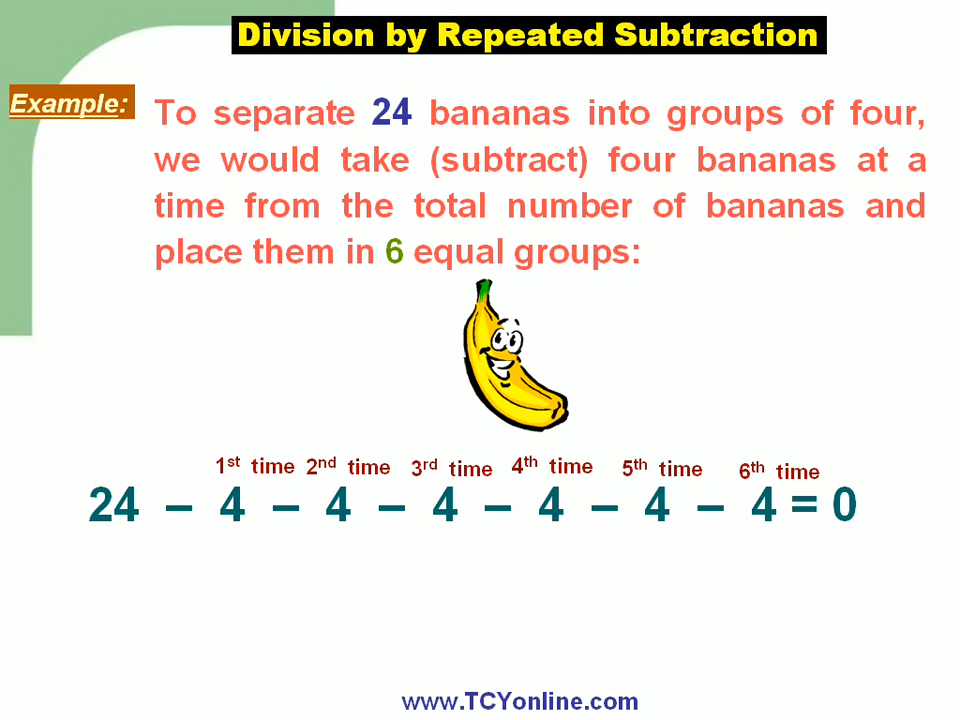 Division by Repeated Subtraction
Example:
To separate 24 bananas into groups of four,
we would take (subtract) four bananas at a
time from the total number of bananas and
place them in 6 equal groups:
1st time 2nd time 3rd time 4th time 5th time 6th time
24 – 4 – 4 – 4 – 4 – 4 – 4 = 0
www.TCYonline.com